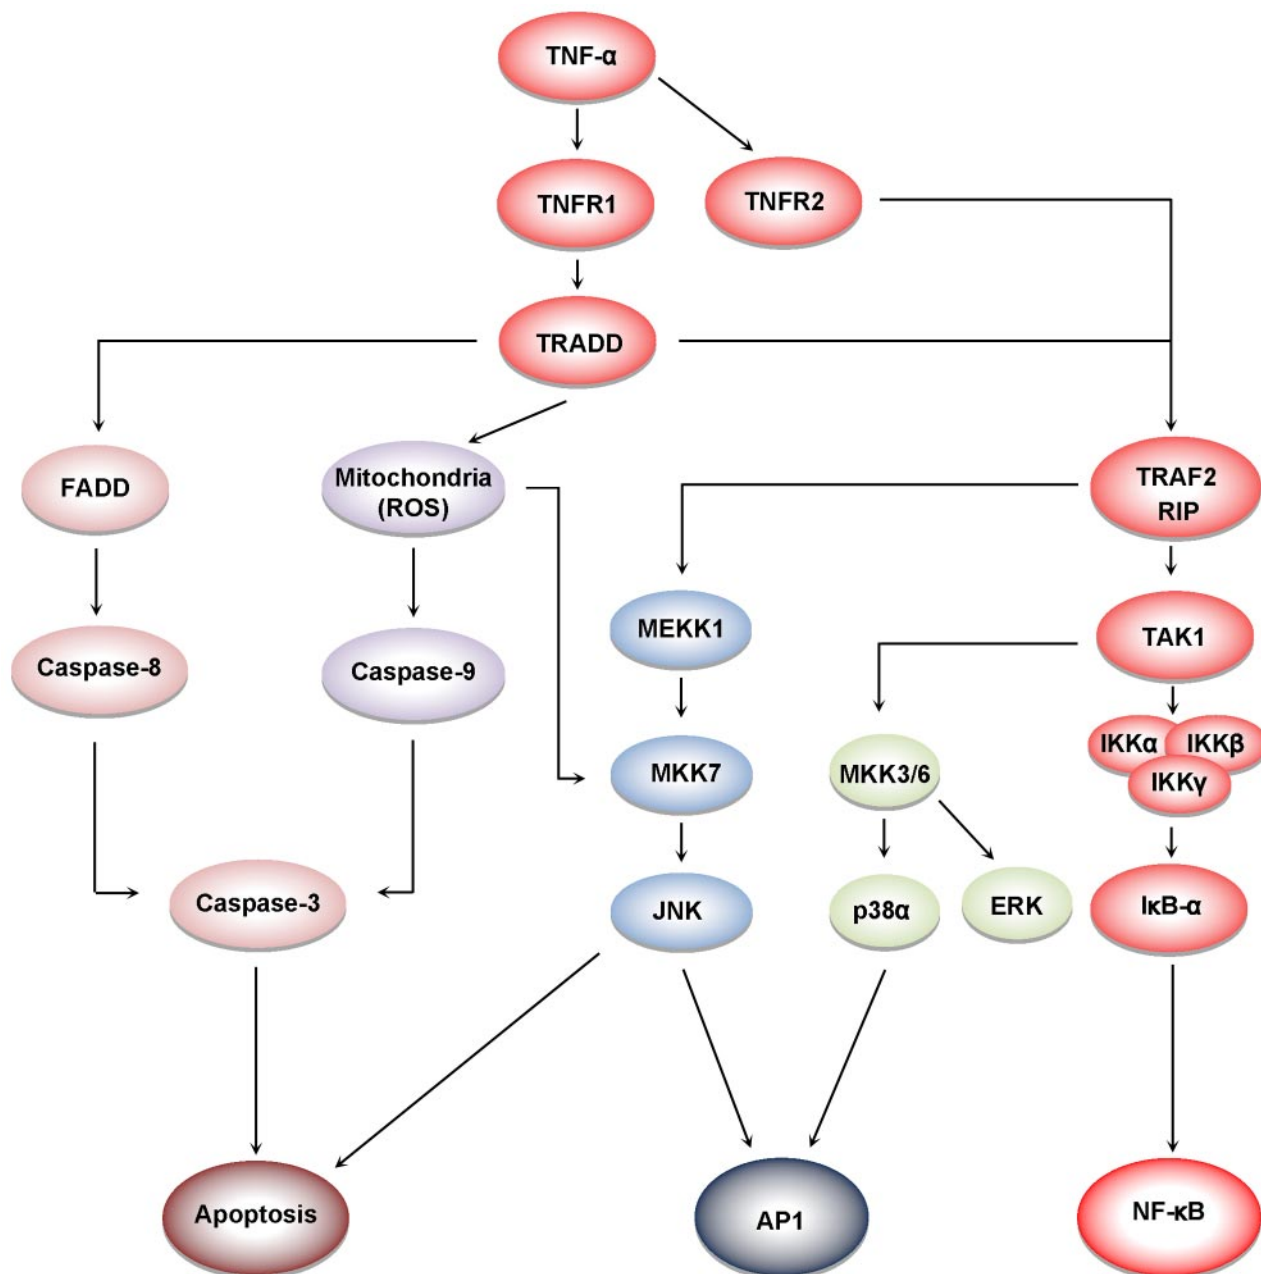 TNF-α
TNFR1
TNFR2
TRADD
FADD
Mitochondria
(ROS)
TRAF2
RIP
MEKK1
TAK1
Caspase-8
Caspase-9
IKKα
IKKβ
IKKγ
MKK7
MKK3/6
Caspase-3
JNK
p38α
ERK
IκB-α
Apoptosis
AP1
NF-κB